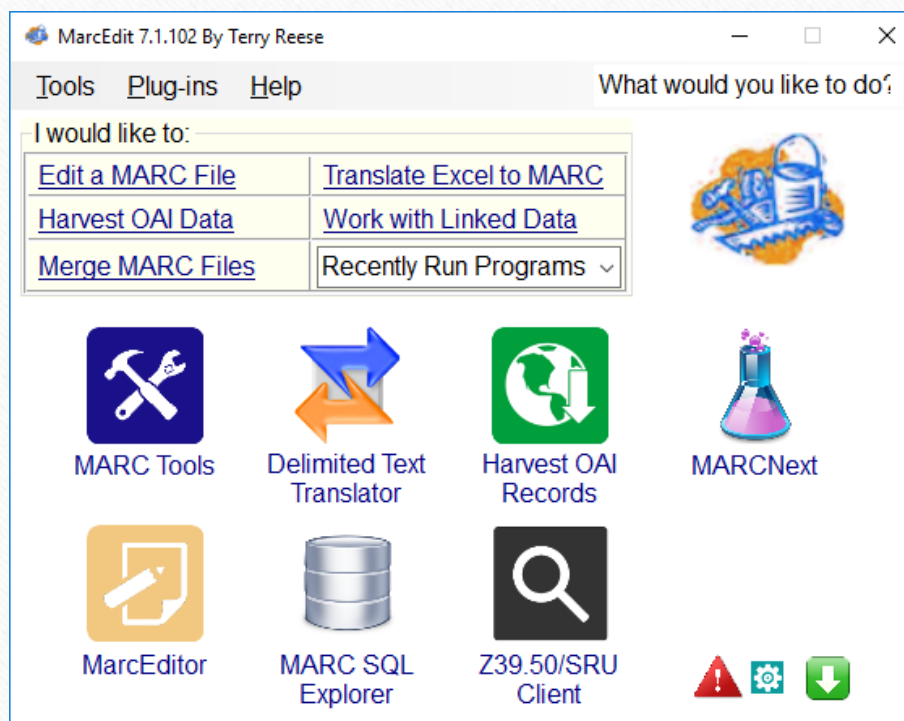 MarcEdit 7.1.102 By Terry Reese
Tools Plug-ins Help What would you like to do?
I would like to:
Edit a MARC File Translate Excel to MARC
Harvest OAI Data Work with Linked Data
Merge MARC Files Recently Run Programs
MARC Tools
Delimited Text
Translator
Harvest OAI
Records
MARCNext
MarcEditor
MARC SQL
Explorer
Z39.50/SRU
Client